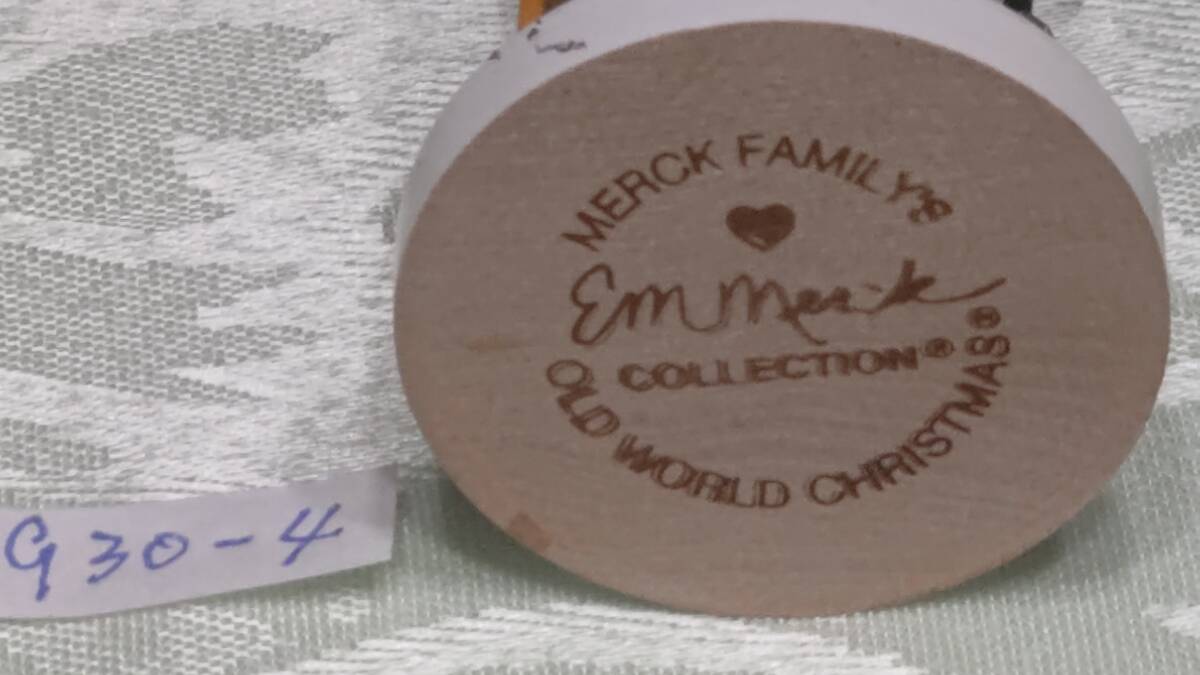 MERCK FAMILY'S
Em Merck
COLLECTION®
OLD WORLD CHRISTMAS®
G30-4